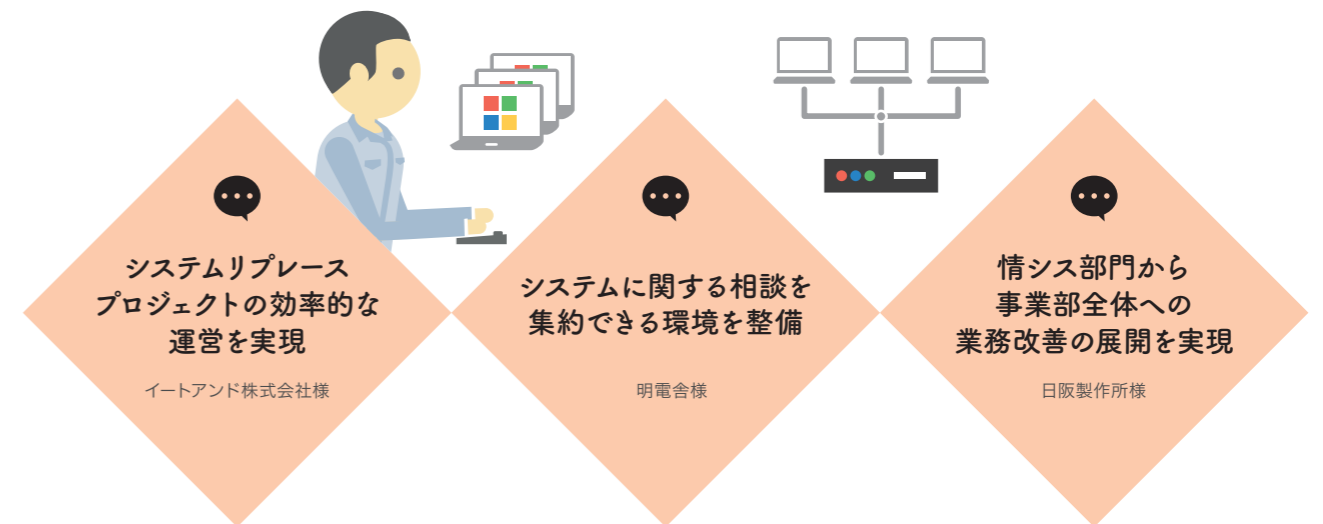 システムリプレース
プロジェクトの効率的な
運営を実現
イートアンド株式会社様
システムに関する相談を
集約できる環境を整備
明電舎様
情シス部門から
事業部全体への
業務改善の展開を実現
日阪製作所様